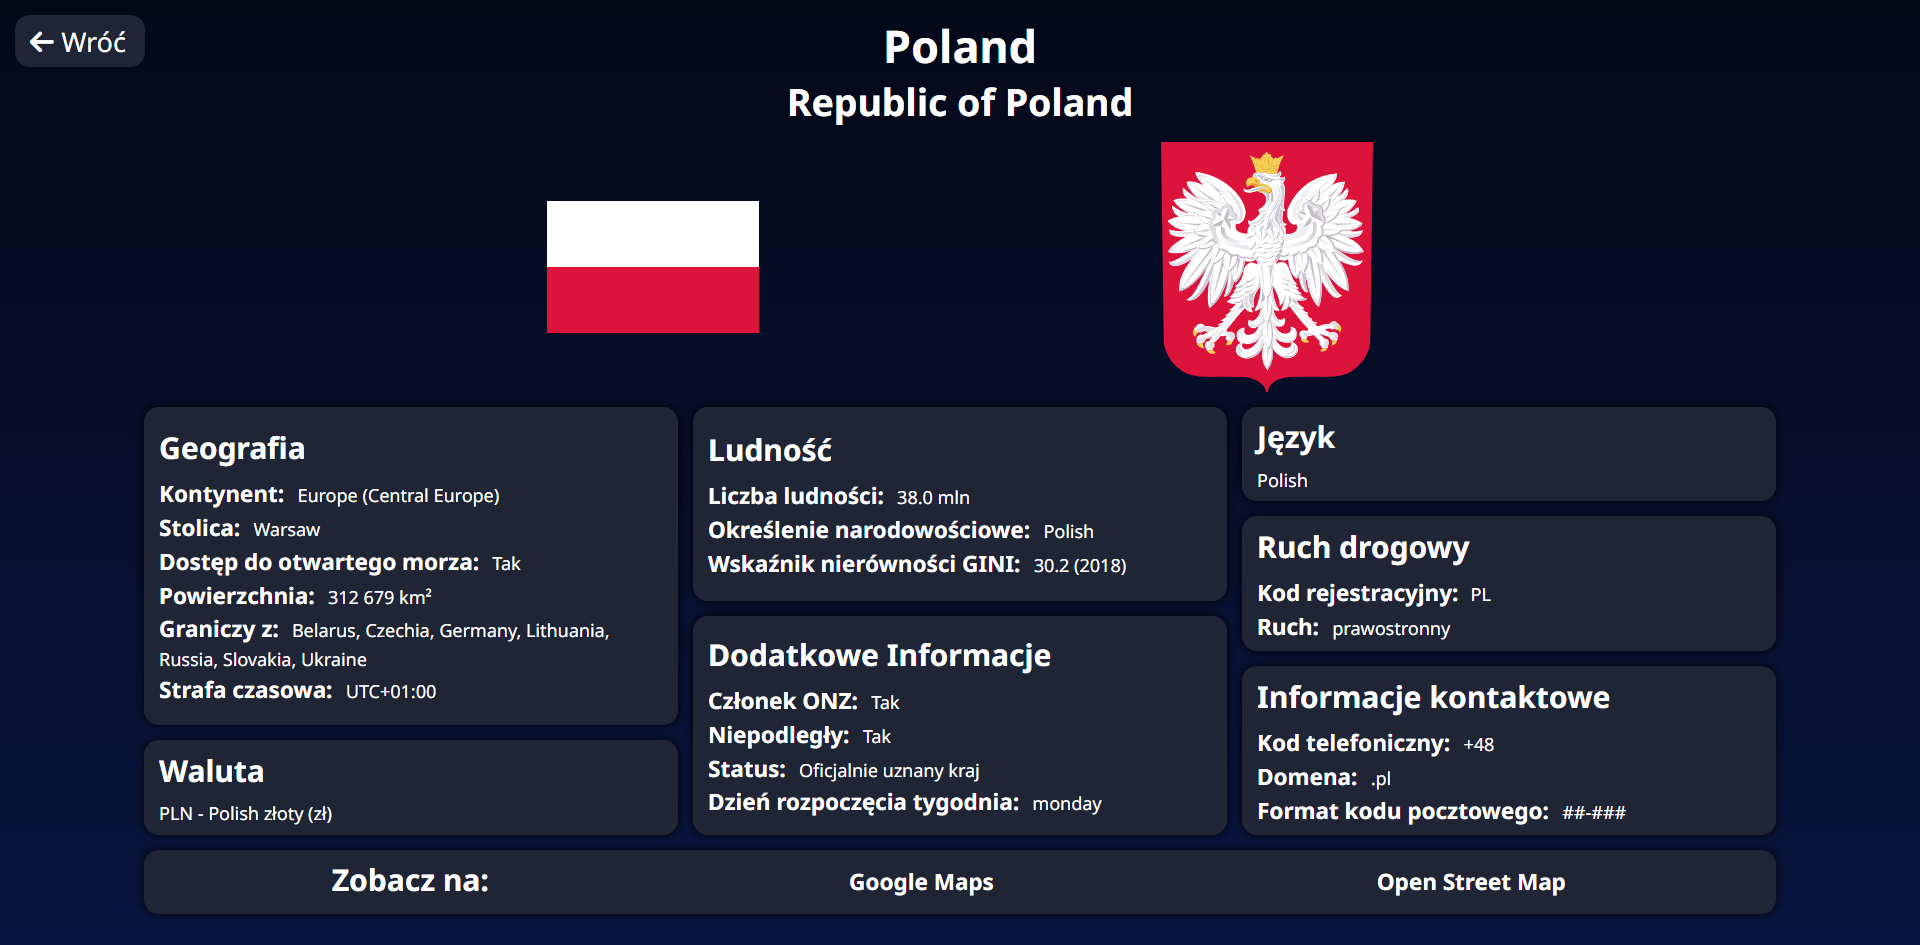 Wróć
Poland
Republic of Poland
Geografia
Kontynent: Europe (Central Europe)
Stolica: Warsaw
Dostęp do otwartego morza: Tak
Powierzchnia: 312 679 km²
Graniczy z: Belarus, Czechia, Germany, Lithuania,
Russia, Slovakia, Ukraine
Strafa czasowa: UTC+01:00
Waluta
PLN - Polish złoty (zł)
Ludność
Liczba ludności: 38.0 mln
Określenie narodowościowe: Polish
Wskaźnik nierówności GINI: 30.2 (2018)
Dodatkowe Informacje
Członek ONZ: Tak
Niepodległy: Tak
Status: Oficjalnie uznany kraj
Dzień rozpoczęcia tygodnia: monday
Język
Polish
Ruch drogowy
Kod rejestracyjny: PL
Ruch: prawostronny
Informacje kontaktowe
Kod telefoniczny: +48
Domena: .pl
Format kodu pocztowego: ##-###
Zobacz na:
Google Maps
Open Street Map